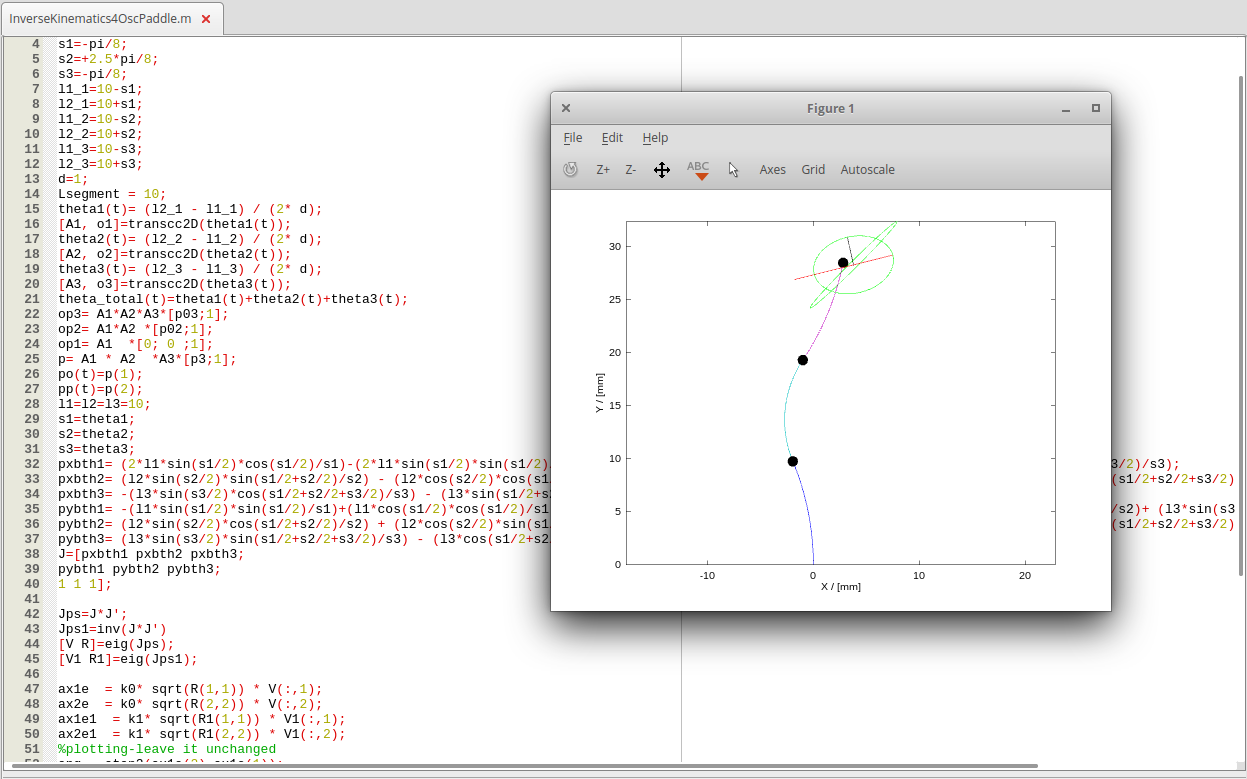 InverseKinematics4OscPaddle.m
4 s1=-pi/8;
5 s2=+2.5*pi/8;
6 s3=-pi/8;
7 l1_1=10-s1;
8 l2_1=10+s1;
9 l1_2=10-s2;
10 l2_2=10+s2;
11 l1_3=10-s3;
12 l2_3=10+s3;
13 d=1;
14 Lsegment = 10;
15 theta1(t)= (l2_1 - l1_1) / (2* d);
16 [A1, o1]=transcc2D(theta1(t));
17 theta2(t)= (l2_2 - l1_2) / (2* d);
18 [A2, o2]=transcc2D(theta2(t));
19 theta3(t)= (l2_3 - l1_3) / (2* d);
20 [A3, o3]=transcc2D(theta3(t));
21 theta_total(t)=theta1(t)+theta2(t)+theta3(t);
22 op3= A1*A2*A3*[p03;1];
23 op2= A1*A2 *[p02;1];
24 op1= A1  *[0; 0 ;1];
25 p= A1 * A2  *A3*[p3;1];
26 po(t)=p(1);
27 pp(t)=p(2);
28 l1=l2=l3=10;
29 s1=theta1;
30 s2=theta2;
31 s3=theta3;
32 pxbth1= (2*l1*sin(s1/2)*cos(s1/2)/s1)-(2*l1*sin(s1/2)*sin(s1/2) 3/2)/s3);
33 pxbth2= (l2*sin(s2/2)*sin(s1/2+s2/2)/s2) - (l2*cos(s2/2)*cos(s1 (s1/2+s2/2+s3/2)
34 pxbth3= -(l3*sin(s3/2)*cos(s1/2+s2/2+s3/2)/s3) - (l3*sin(s1/2+s
35 pybth1= -(l1*sin(s1/2)*sin(s1/2)/s1)+(l1*cos(s1/2)*cos(s1/2)/s1 /s2)+ (l3*sin(s3
36 pybth2= (l2*sin(s2/2)*cos(s1/2+s2/2)/s2) + (l2*cos(s2/2)*sin(s1 (s1/2+s2/2+s3/2)
37 pybth3= (l3*sin(s3/2)*sin(s1/2+s2/2+s3/2)/s3) - (l3*cos(s1/2+s2
38 J=[pxbth1 pxbth2 pxbth3;
39 pybth1 pybth2 pybth3;
40 1 1 1];
41
42 Jps=J*J';
43 Jps1=inv(J*J')
44 [V R]=eig(Jps);
45 [V1 R1]=eig(Jps1);
46
47 ax1e  = k0* sqrt(R(1,1)) * V(:,1);
48 ax2e  = k0* sqrt(R(2,2)) * V(:,2);
49 ax1e1  = k1* sqrt(R1(1,1)) * V1(:,1);
50 ax2e1  = k1* sqrt(R1(2,2)) * V1(:,2);
51 %plotting-leave it unchanged
Figure 1
File Edit Help
Z+ Z- ABC Axes Grid Autoscale
30
25
20
15
10
5
0
Y / [mm]
-10 0 10 20
X / [mm]